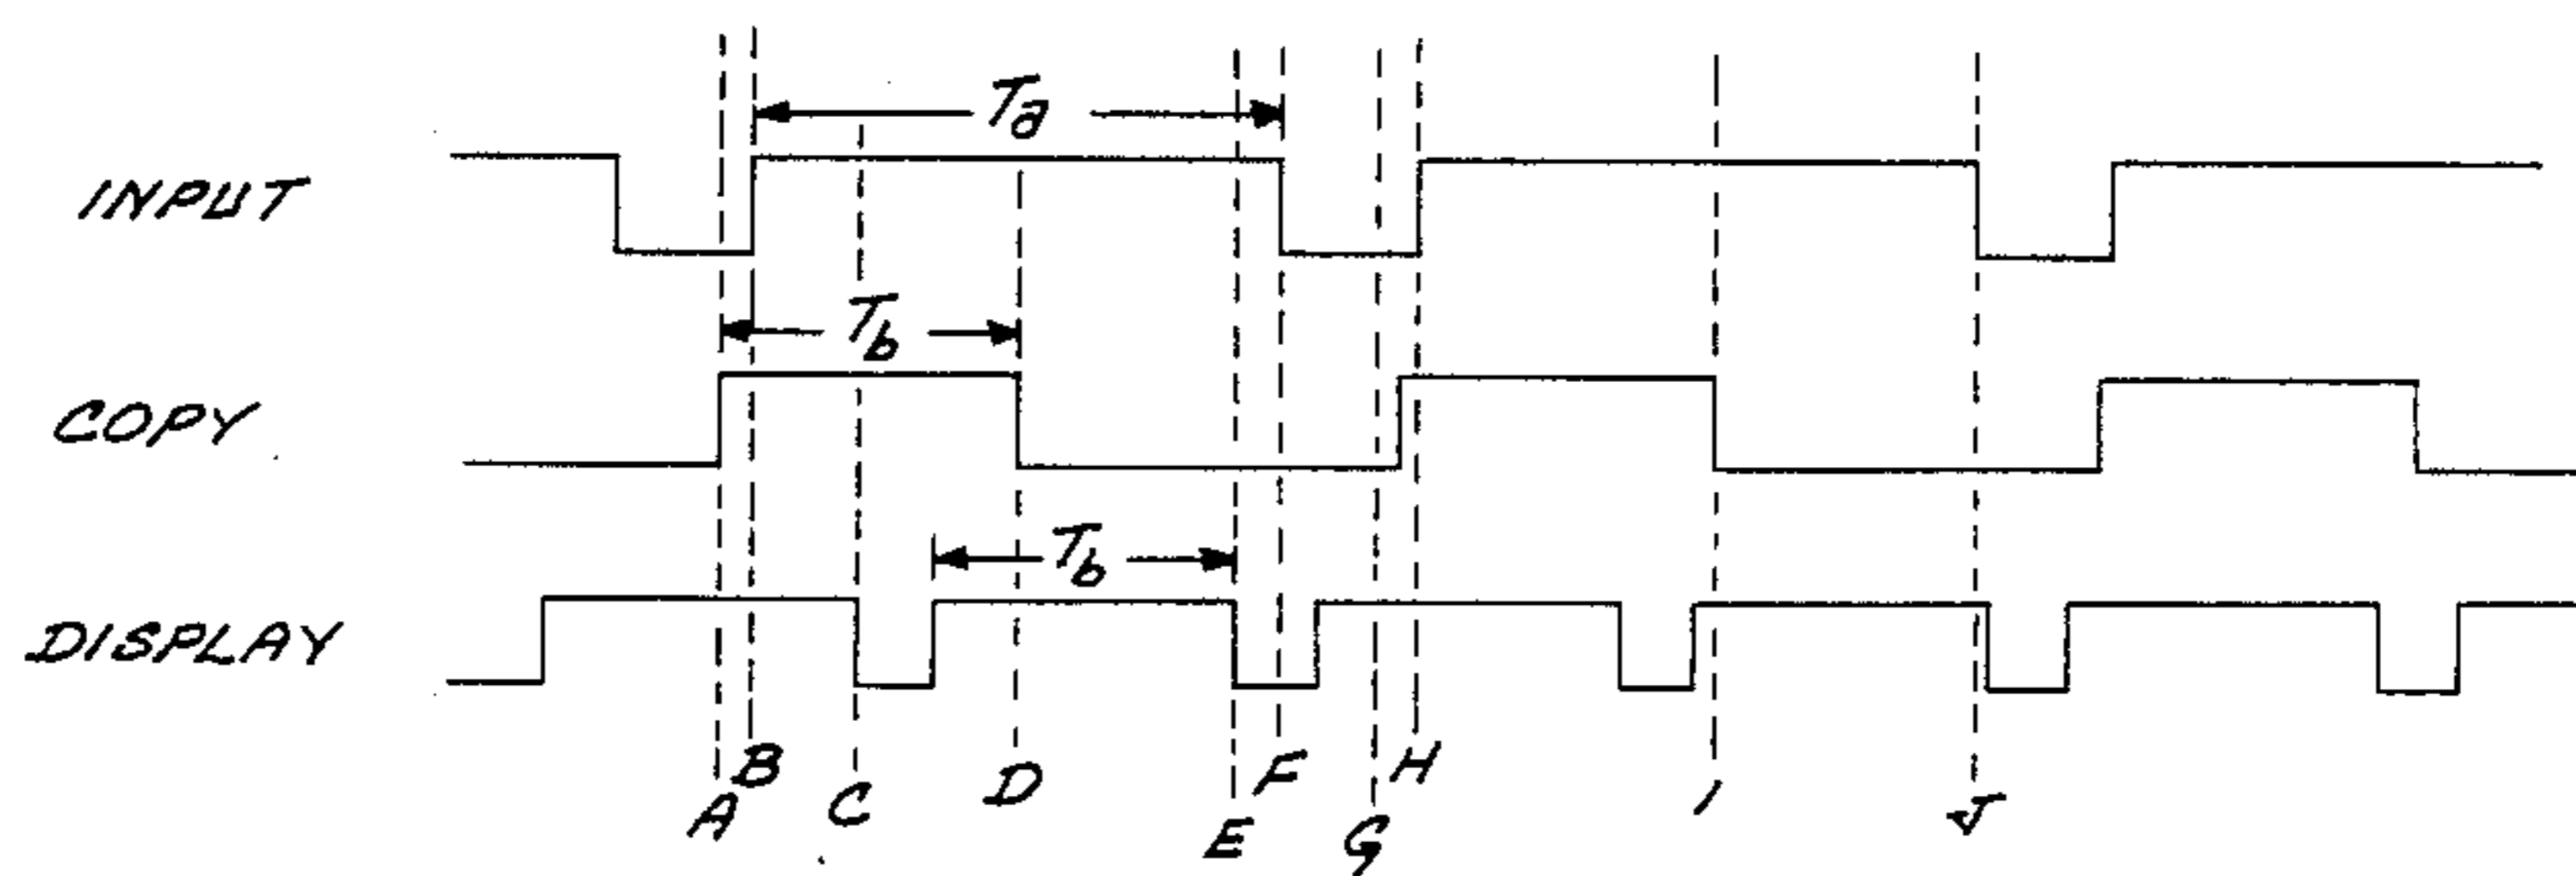 Ta
INPUT
Tb
COPY
Tb
DISPLAY
A B C D E F G H I J